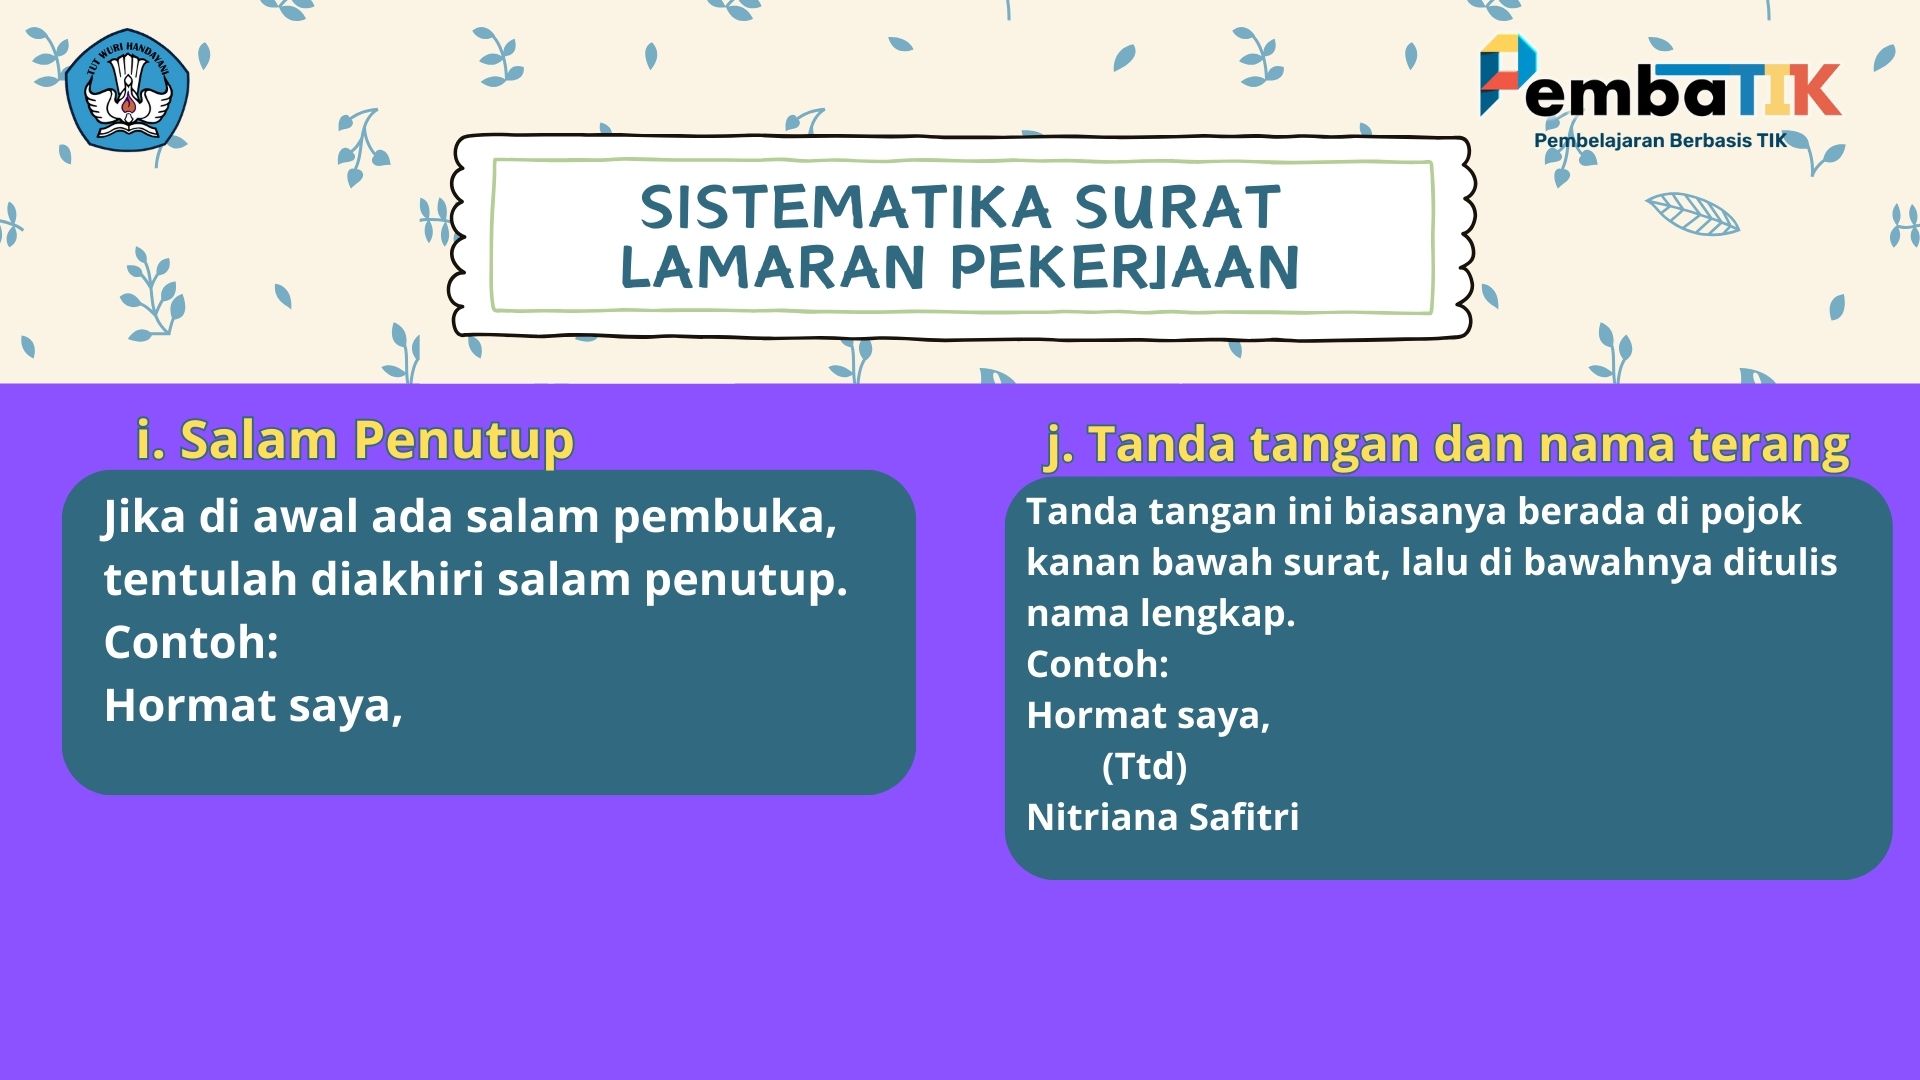 TUT WURI HANDAYANI
PembaTIK
Pembelajaran Berbasis TIK
SISTEMATIKA SURAT
LAMARAN PEKERJAAN
i. Salam Penutup
Jika di awal ada salam pembuka,
tentulah diakhiri salam penutup.
Contoh:
Hormat saya,
j. Tanda tangan dan nama terang
Tanda tangan ini biasanya berada di pojok
kanan bawah surat, lalu di bawahnya ditulis
nama lengkap.
Contoh:
Hormat saya,
(Ttd)
Nitriana Safitri